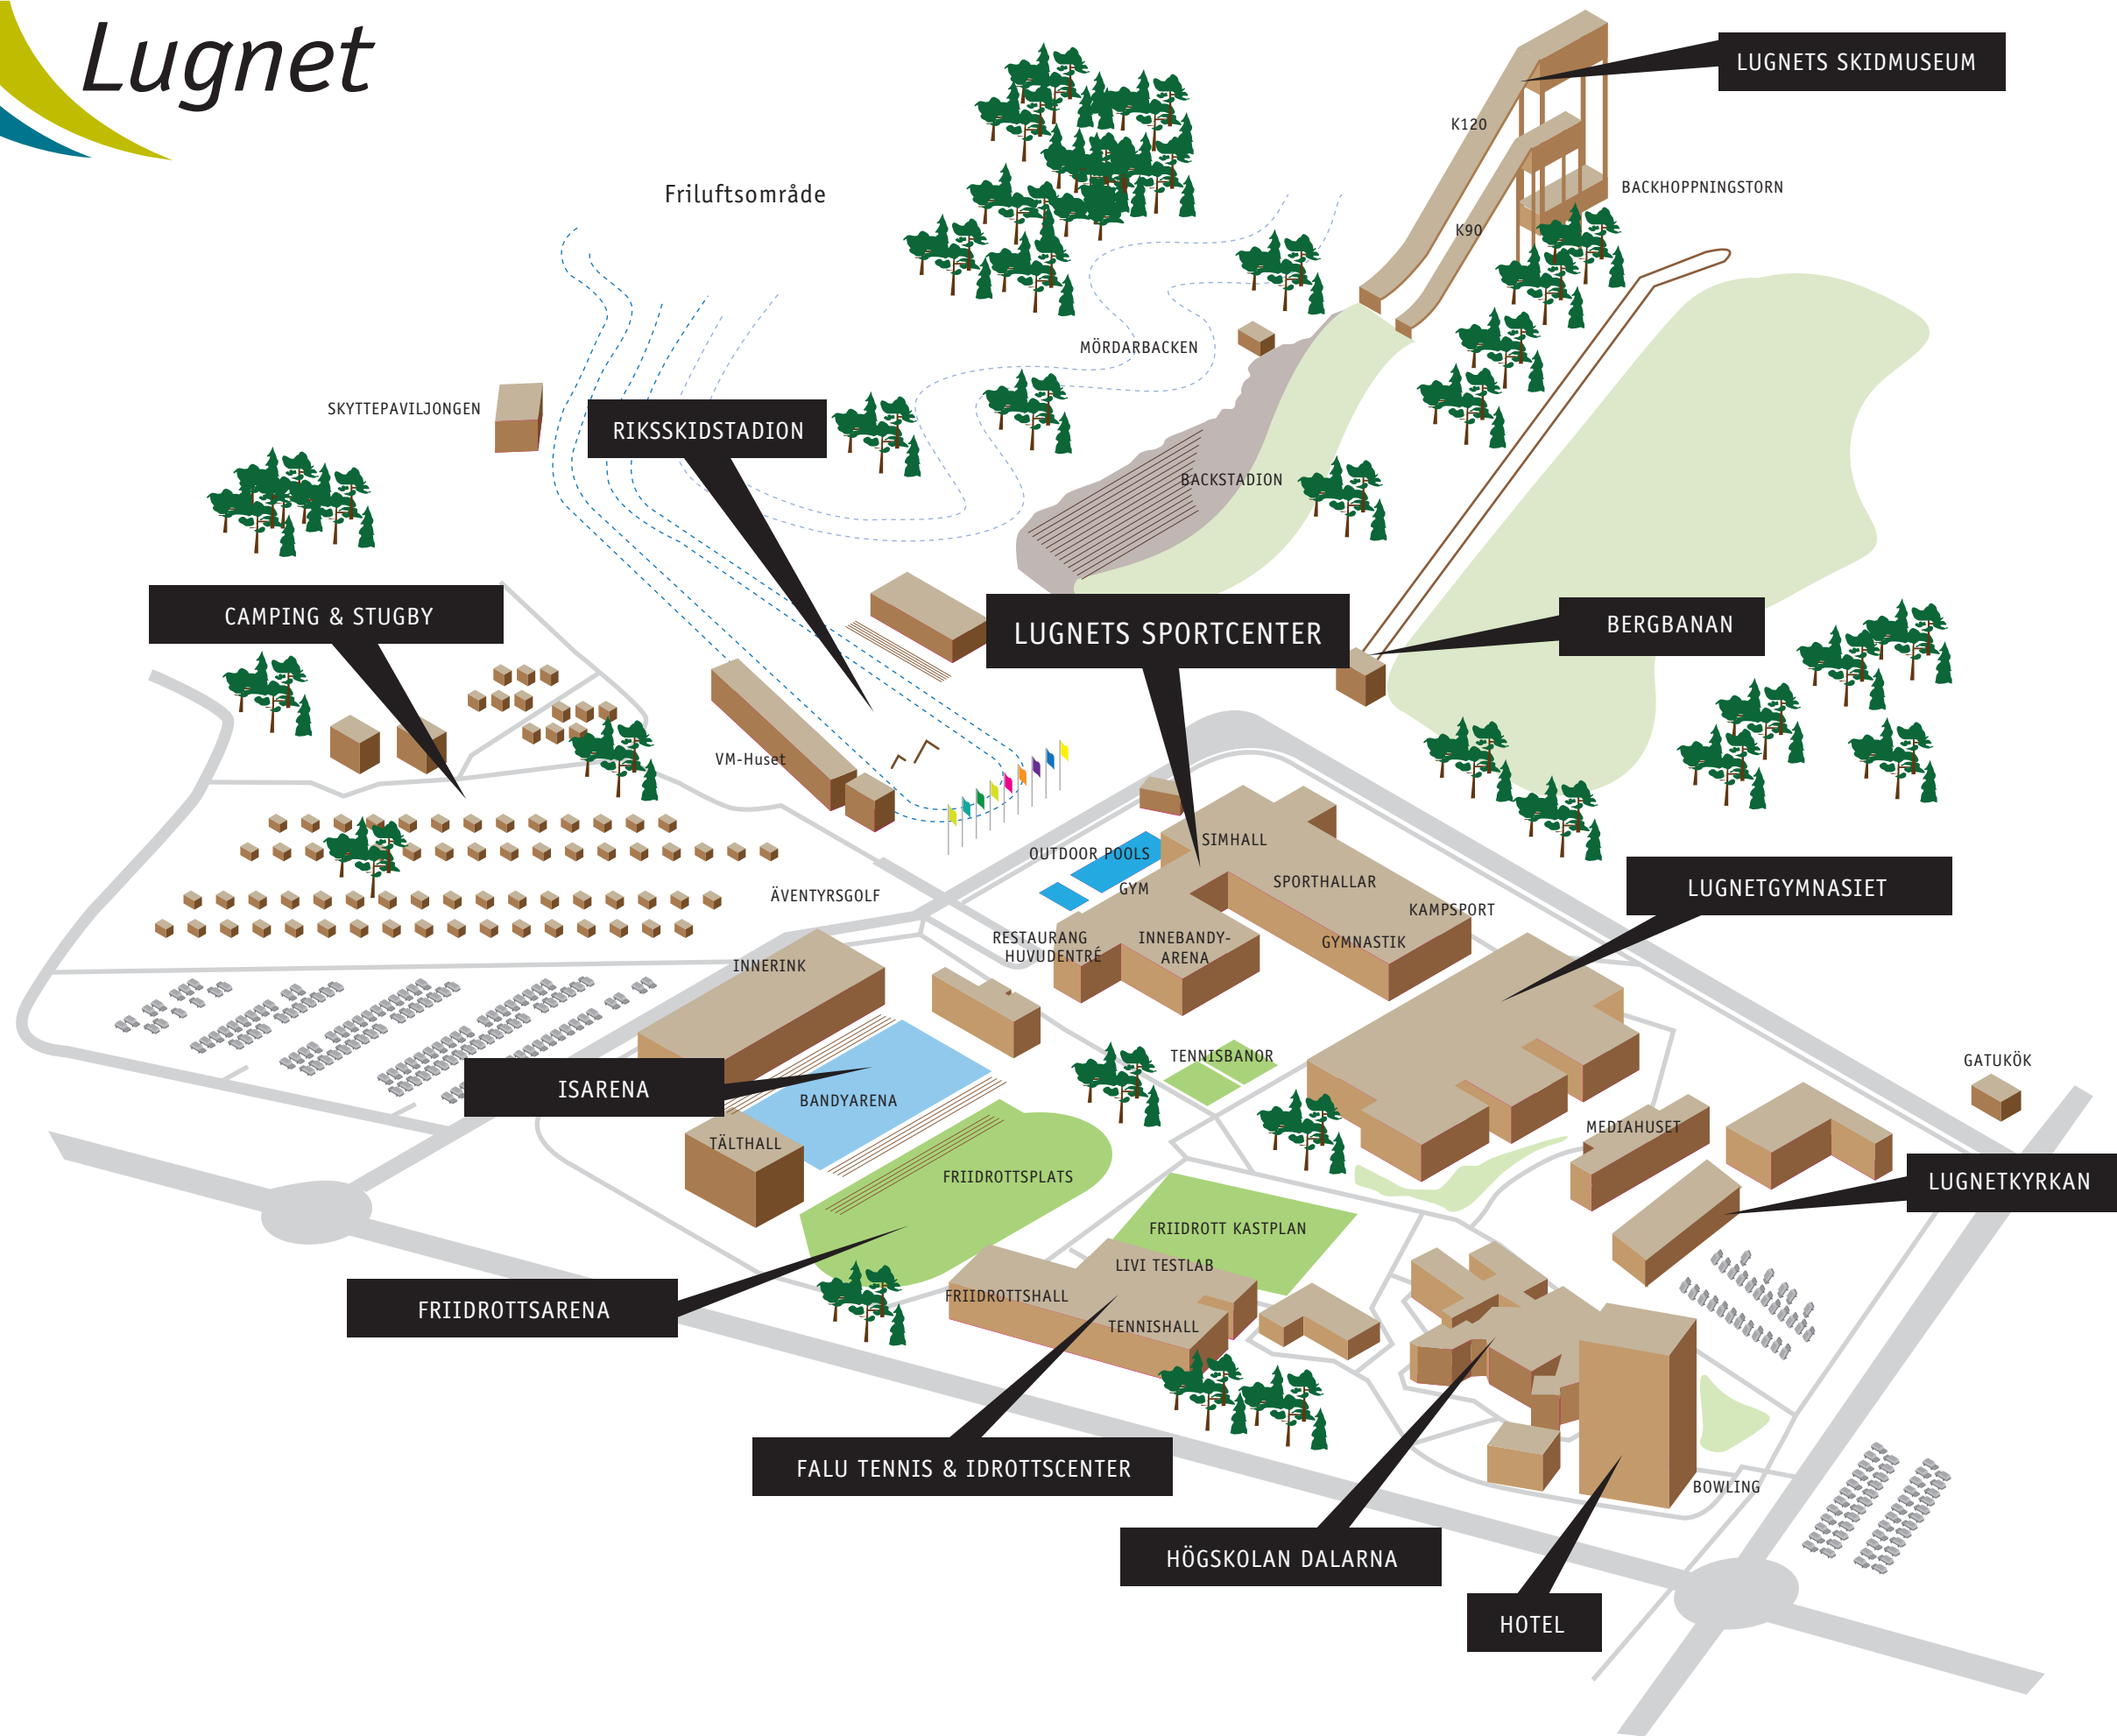 Lugnet
LUGNETS SKIDMUSEUM
K120
Friluftsområde
BACKHOPPNINGSTORN
K90
MÖRDARBACKEN
SKYTTEPAVILJONGEN
RIKSSKIDSTADION
BACKSTADION
CAMPING & STUGBY
LUGNETS SPORTCENTER
BERGBANAN
VM-Huset
SIMHALL
OUTDOOR POOLS
GYM
SPORTHALLAR
LUGNETGYMNASIET
ÄVENTYRSGOLF
KAMPSPORT
RESTAURANG
HUVUDENTRÉ
INNEBANDY-
ARENA
GYMNASTIK
INNERINK
TENNISBANOR
GATUKÖK
ISARENA
BANDYARENA
MEDIAHUSET
TÄLTHALL
FRIIDROTTSPLATS
LUGNETKYRKAN
FRIIDROTT KASTPLAN
LIVI TESTLAB
FRIIDROTTSHALL
FRIIDROTTSARENA
TENNISHALL
FALU TENNIS & IDROTTSCENTER
BOWLING
HÖGSKOLAN DALARNA
HOTEL